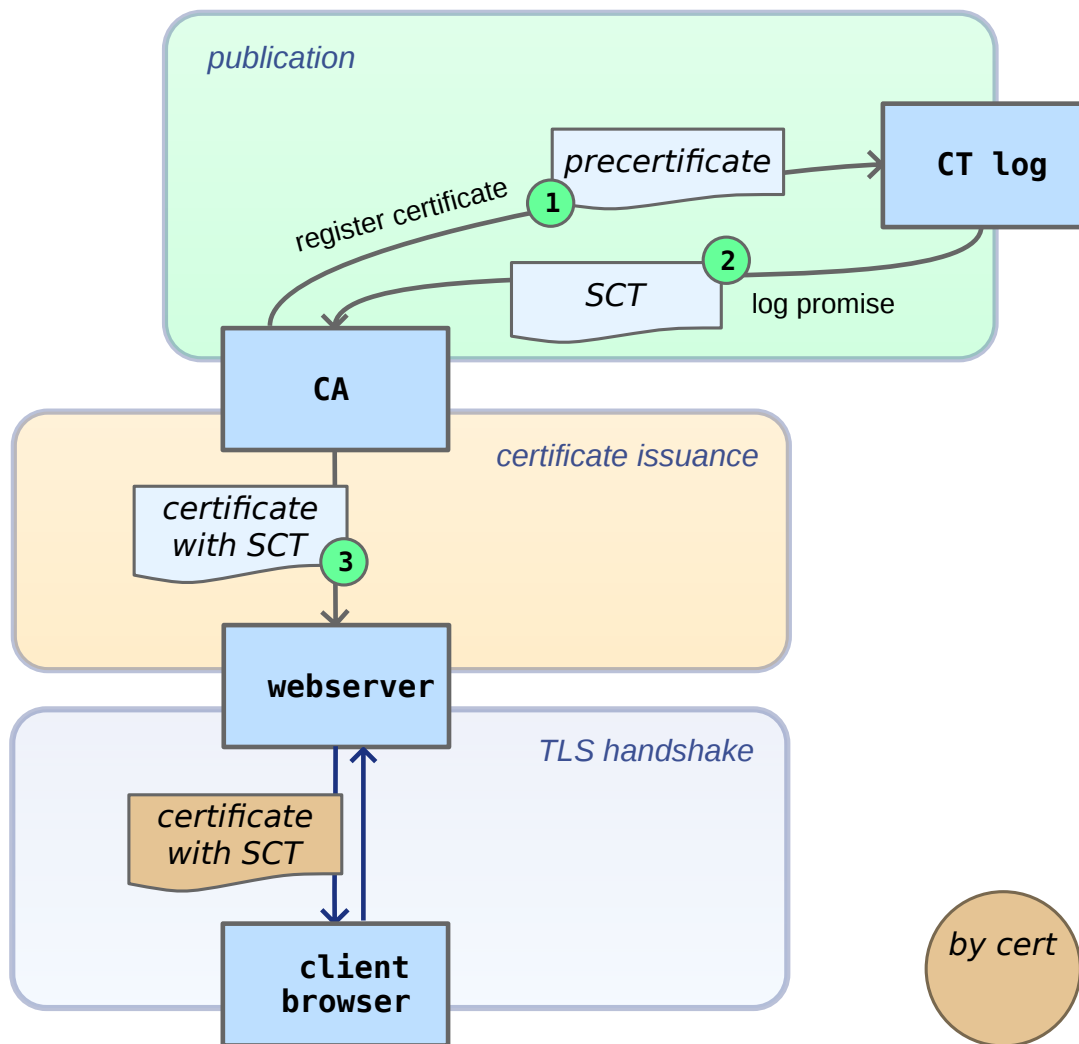 publication
precertificate
CT log
register certificate
1
2
SCT
log promise
CA
certificate issuance
certificate
with SCT
3
webserver
TLS handshake
certificate
with SCT
by cert
client
browser